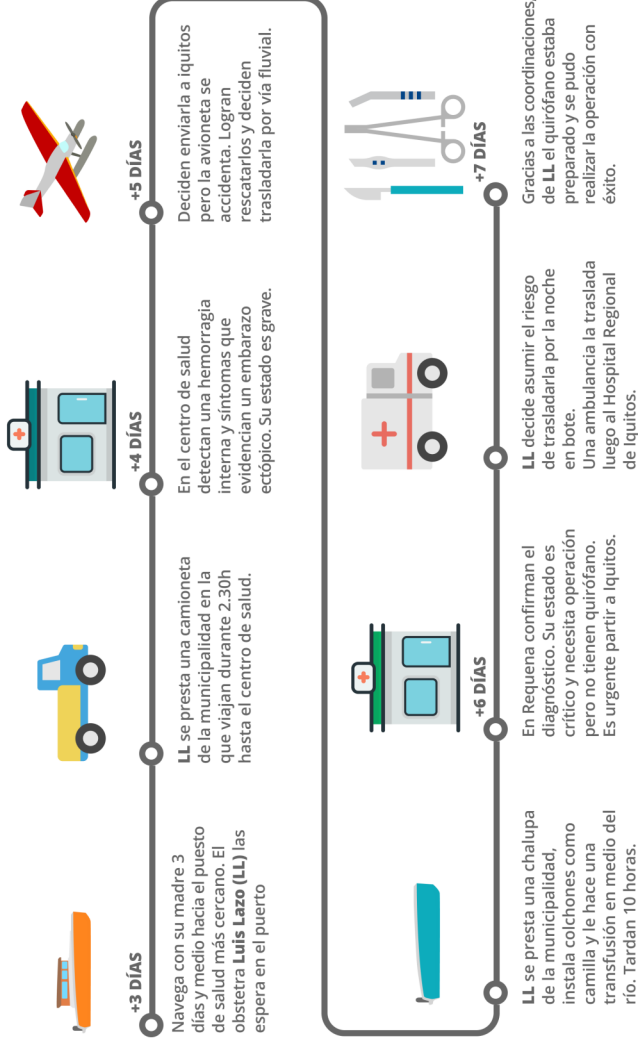 +3 DÍAS
Navega con su madre 3
días y medio hacia el puesto
de salud más cercano. El
obstetra Luis Lazo (LL) las
espera en el puerto
LL se presta una camioneta
de la municipalidad en la
que viajan durante 2.30h
hasta el centro de salud.
+4 DÍAS
En el centro de salud
detectan una hemorragia
interna y síntomas que
evidencian un embarazo
ectópico. Su estado es grave.
+5 DÍAS
Deciden enviarla a iquitos
pero la avioneta se
accidenta. Logran
rescatarlos y deciden
trasladarla por vía fluvial.
LL se presta una chalupa
de la municipalidad,
instala colchones como
camilla y le hace una
transfusión en medio del
río. Tardan 10 horas.
+6 DÍAS
En Requena confirman el
diagnóstico. Su estado es
crítico y necesita operación
pero no tienen quirófano.
Es urgente partir a Iquitos.
LL decide asumir el riesgo
de trasladarla por la noche
en bote.
Una ambulancia la traslada
luego al Hospital Regional
de Iquitos.
+7 DÍAS
Gracias a las coordinaciones,
de LL el quirófano estaba
preparado y se pudo
realizar la operación con
éxito.